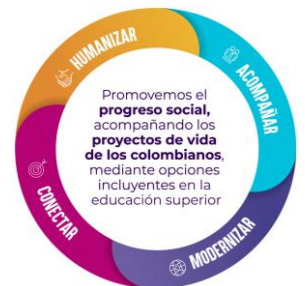 HUMANIZAR
ACOMPAÑAR
Promovemos el
progreso social,
acompañando los
proyectos de vida
de los colombianos,
mediante opciones
incluyentes en la
educación superior
CONECTAR
MODERNIZAR